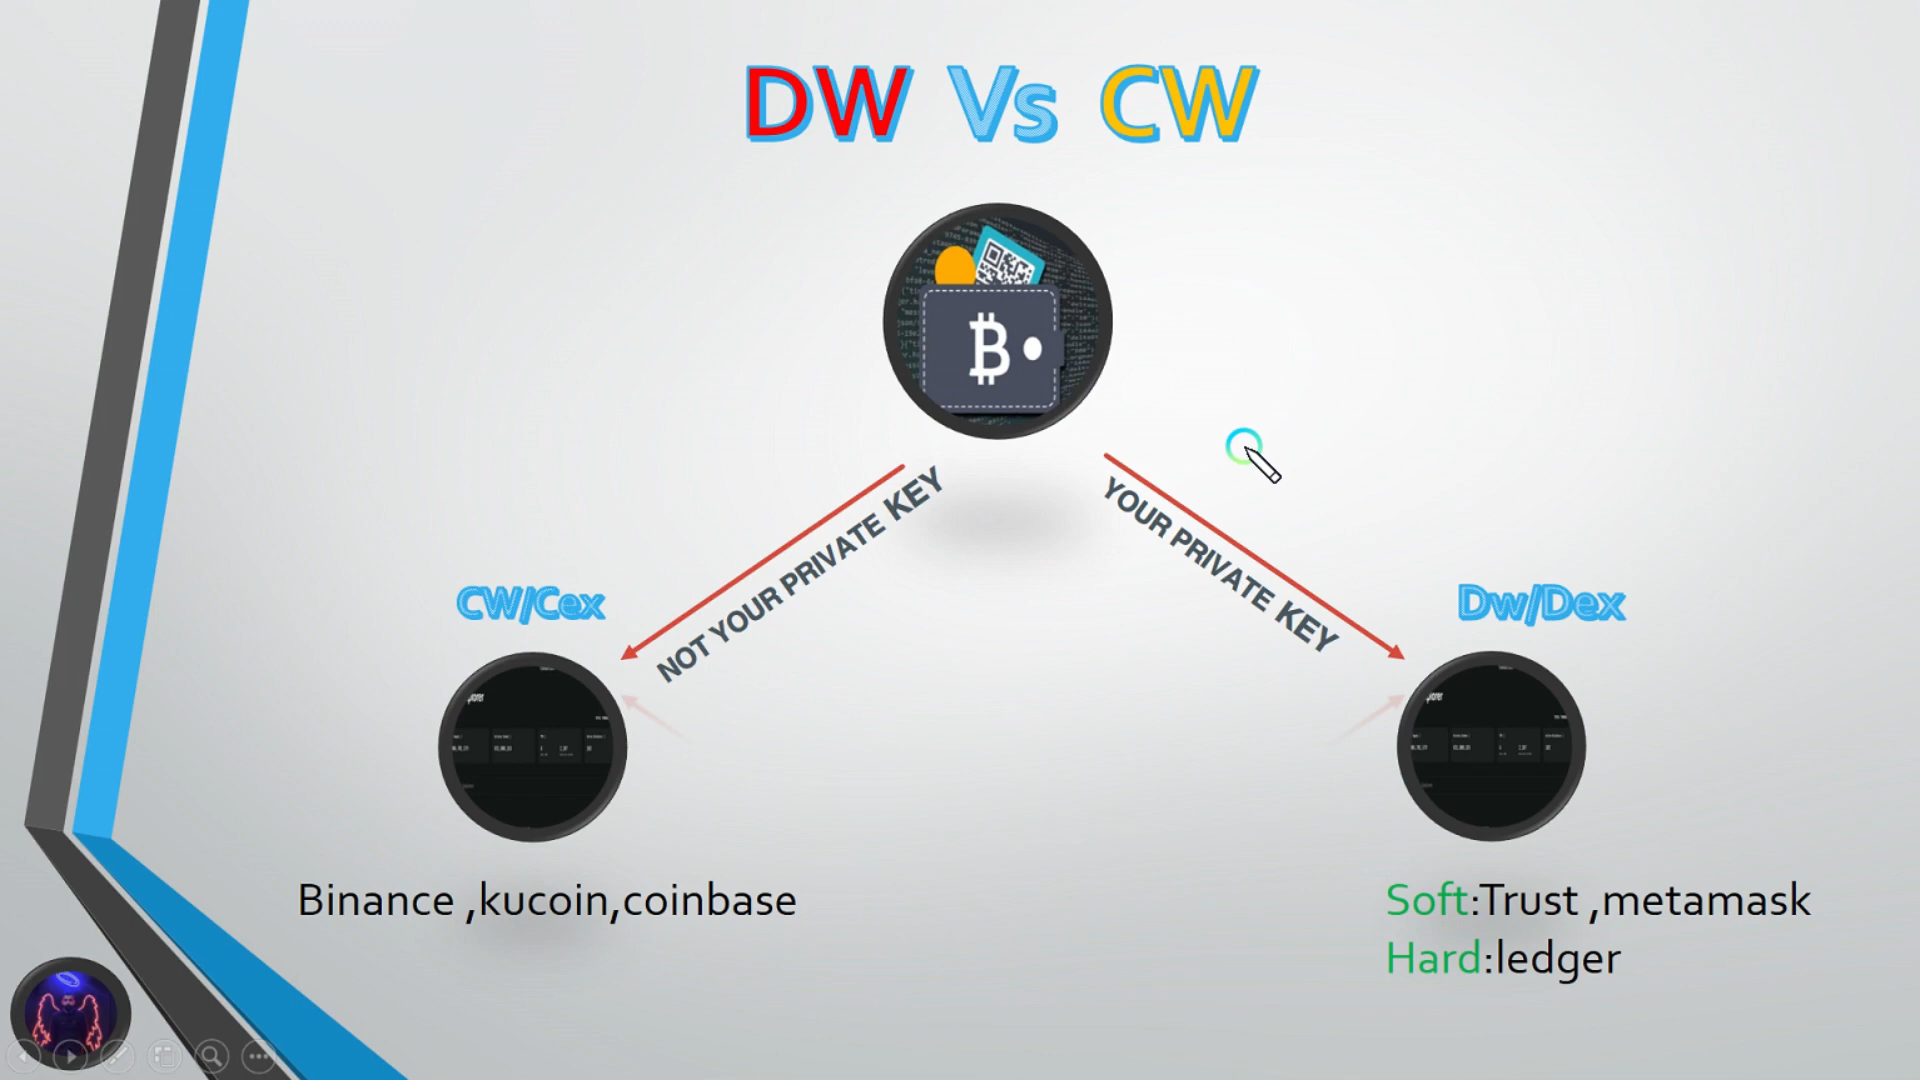 DW Vs CW
NOT YOUR PRIVATE KEY
YOUR PRIVATE KEY
CW/Cex
Dw/Dex
Binance ,kucoin,coinbase
Soft:Trust ,metamask
Hard:ledger